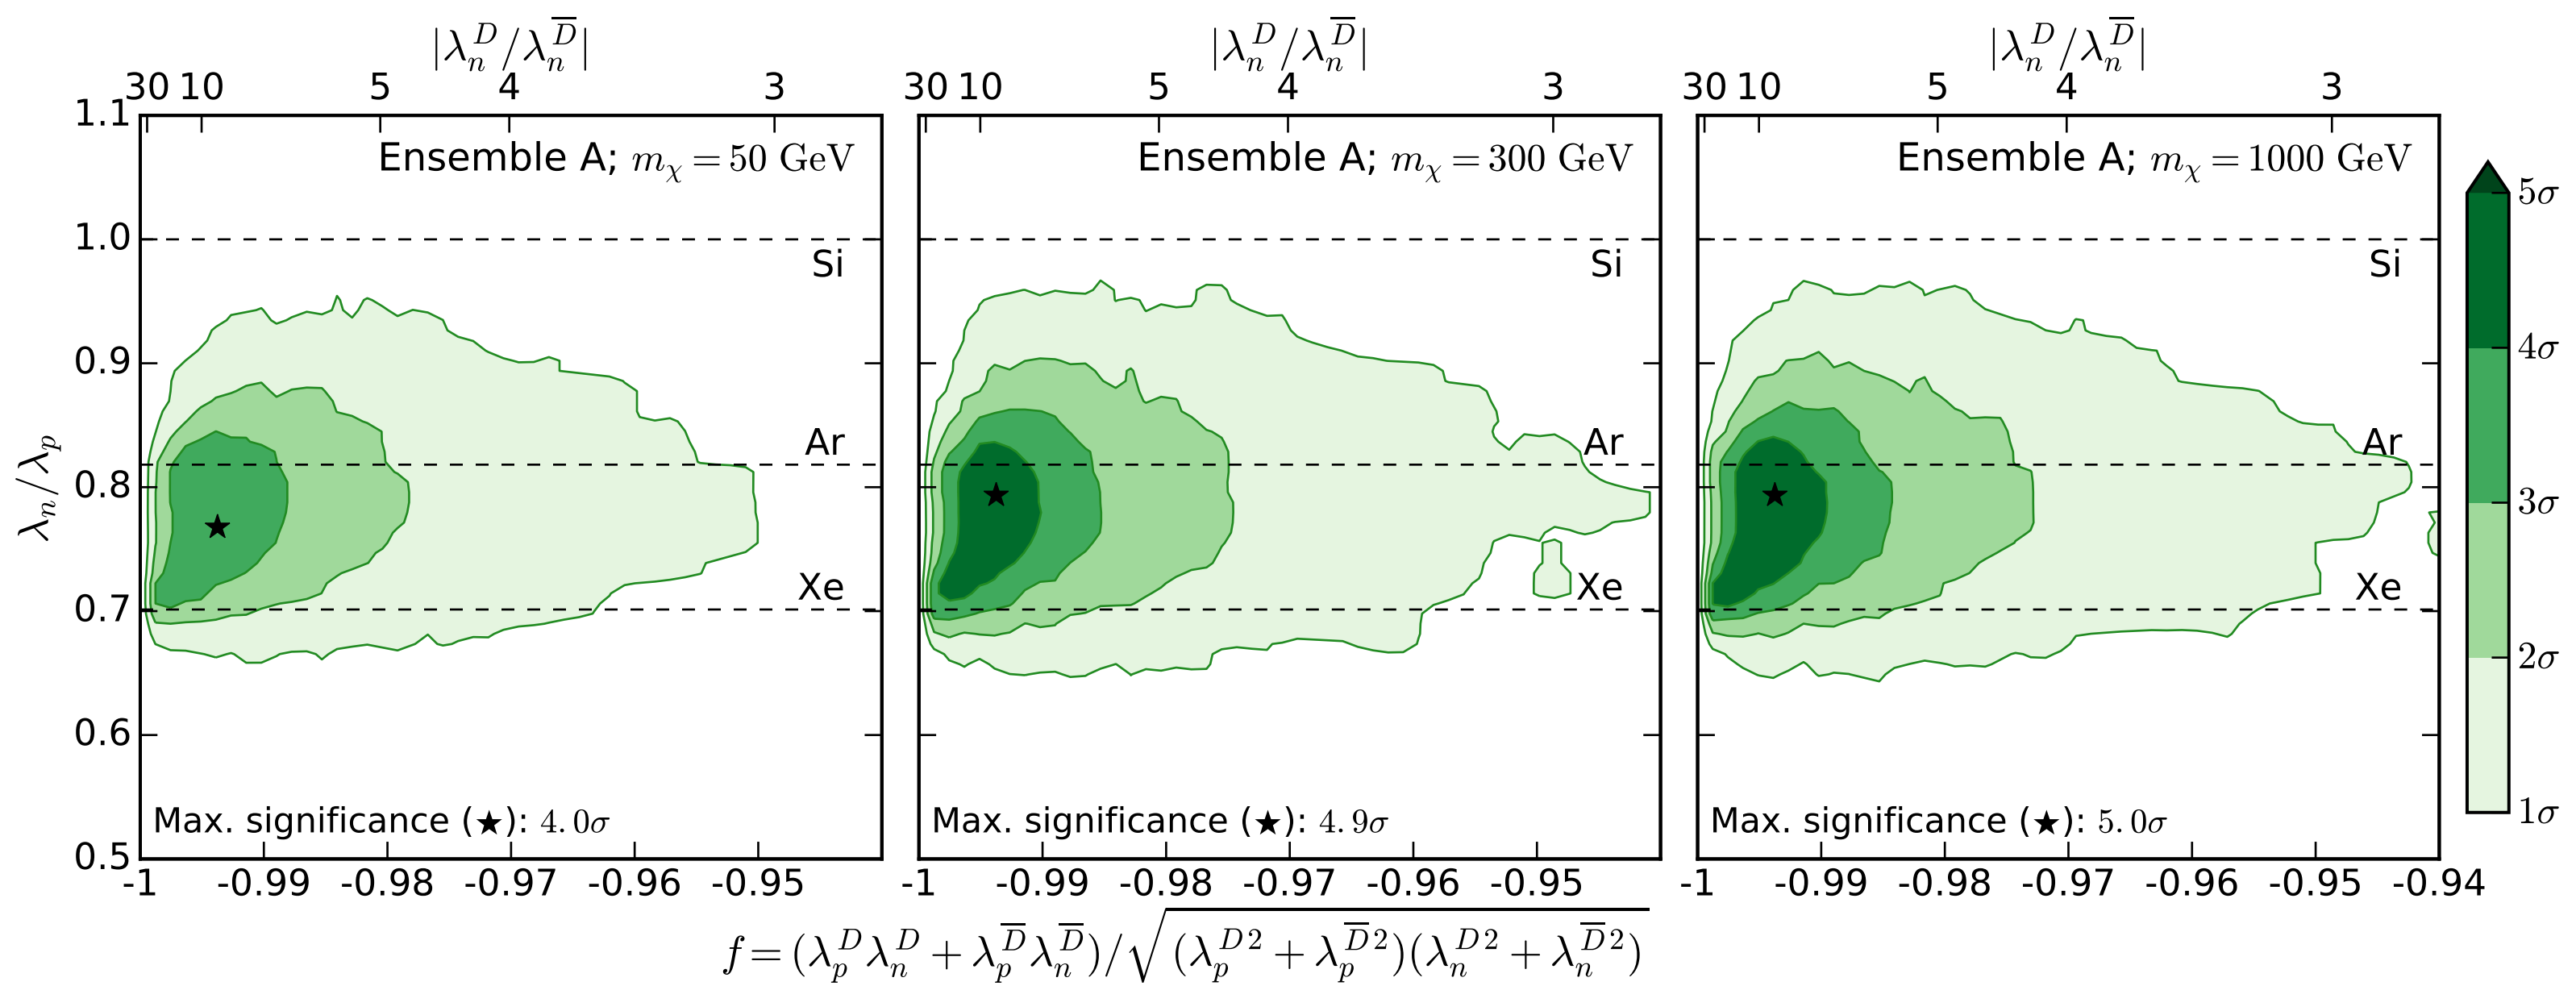 |λ_n^D/λ_n^D̅| |λ_n^D/λ_n^D̅| |λ_n^D/λ_n^D̅|
30 10 5 4 3 30 10 5 4 3 30 10 5 4 3
1.1
Ensemble A; m_χ = 50 GeV
Ensemble A; m_χ = 300 GeV
Ensemble A; m_χ = 1000 GeV
5σ
1.0
Si Si Si
4σ
0.9
Ar Ar Ar
λ_n/λ_p
0.8
3σ
Xe Xe Xe
0.7
2σ
0.6
Max. significance (★): 4.0σ
Max. significance (★): 4.9σ
Max. significance (★): 5.0σ
1σ
0.5
-1 -0.99 -0.98 -0.97 -0.96 -0.95 -1 -0.99 -0.98 -0.97 -0.96 -0.95 -1 -0.99 -0.98 -0.97 -0.96 -0.95 -0.94
f = (λ_p^D λ_n^D + λ_p^D̅ λ_n^D̅)/√((λ_p^{D 2} + λ_p^{D̅ 2})(λ_n^{D 2} + λ_n^{D̅ 2}))